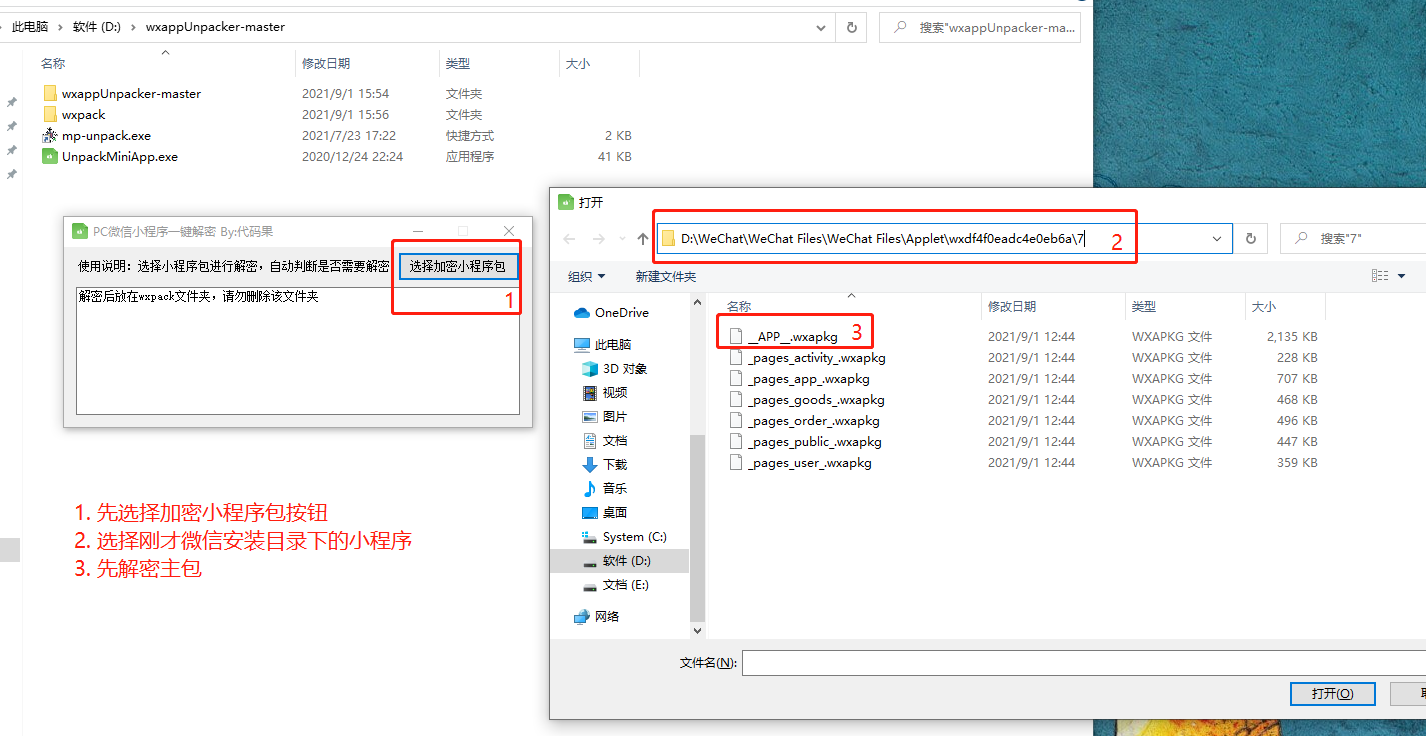 此电脑 › 软件 (D:) › wxappUnpacker-master
搜索"wxappUnpacker-ma...
名称 修改日期 类型 大小
wxappUnpacker-master 2021/9/1 15:54 文件夹
wxpack 2021/9/1 15:56 文件夹
mp-unpack.exe 2021/7/23 17:22 快捷方式 2 KB
UnpackMiniApp.exe 2020/12/24 22:24 应用程序 41 KB
PC微信小程序一键解密 By:代码果
使用说明：选择小程序包进行解密，自动判断是否需要解密
选择加密小程序包
1
解密后放在wxpack文件夹，请勿删除该文件夹
1. 先选择加密小程序包按钮
2. 选择刚才微信安装目录下的小程序
3. 先解密主包
打开
D:\WeChat\WeChat Files\WeChat Files\Applet\wxdf4f0eadc4e0eb6a\7
2
搜索"7"
组织 新建文件夹
OneDrive
此电脑
3D 对象
视频
图片
文档
下载
音乐
桌面
System (C:)
软件 (D:)
文档 (E:)
网络
名称 修改日期 类型 大小
__APP__.wxapkg 3 2021/9/1 12:44 WXAPKG 文件 2,135 KB
_pages_activity_.wxapkg 2021/9/1 12:44 WXAPKG 文件 228 KB
_pages_app_.wxapkg 2021/9/1 12:44 WXAPKG 文件 707 KB
_pages_goods_.wxapkg 2021/9/1 12:44 WXAPKG 文件 468 KB
_pages_order_.wxapkg 2021/9/1 12:44 WXAPKG 文件 496 KB
_pages_public_.wxapkg 2021/9/1 12:44 WXAPKG 文件 447 KB
_pages_user_.wxapkg 2021/9/1 12:44 WXAPKG 文件 359 KB
文件名(N):
打开(O)